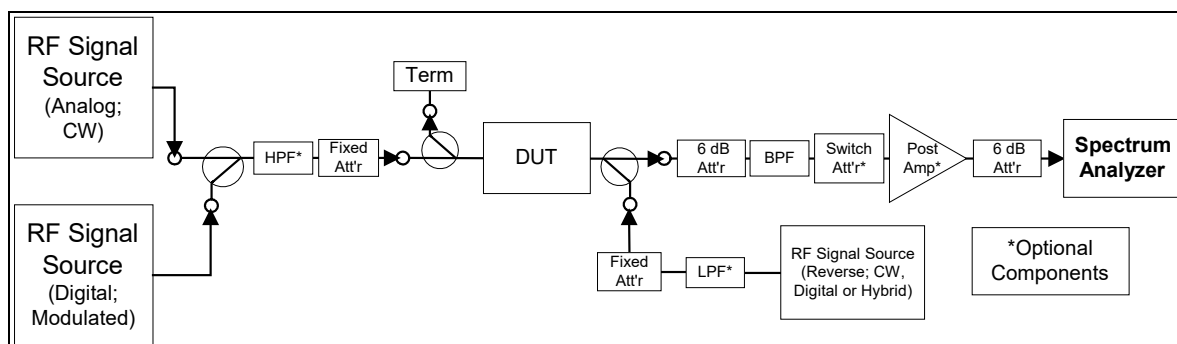 RF Signal
Source
(Analog;
CW)
RF Signal
Source
(Digital;
Modulated)
HPF*
Fixed
Att'r
Term
DUT
6 dB
Att'r
BPF
Switch
Att'r*
Post
Amp*
6 dB
Att'r
Spectrum
Analyzer
Fixed
Att'r
LPF*
RF Signal Source
(Reverse; CW,
Digital or Hybrid)
*Optional
Components